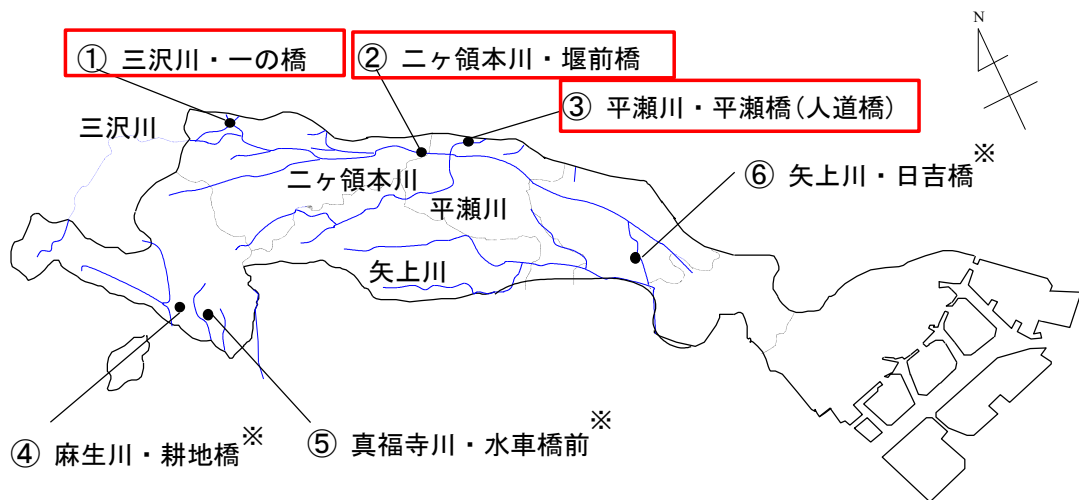 N
① 三沢川・一の橋
② 二ヶ領本川・堰前橋
③ 平瀬川・平瀬橋(人道橋)
三沢川
二ヶ領本川
⑥ 矢上川・日吉橋※
平瀬川
矢上川
④ 麻生川・耕地橋※
⑤ 真福寺川・水車橋前※